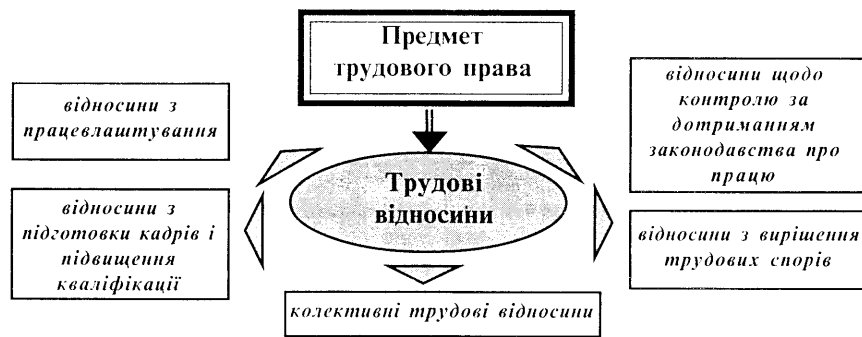 Предмет
трудового права
відносини з
працевлаштування
відносини щодо
контролю за
дотриманням
законодавства про
працю
Трудові
відносини
відносини з
підготовки кадрів і
підвищення
кваліфікації
відносини з вирішення
трудових спорів
колективні трудові відносини